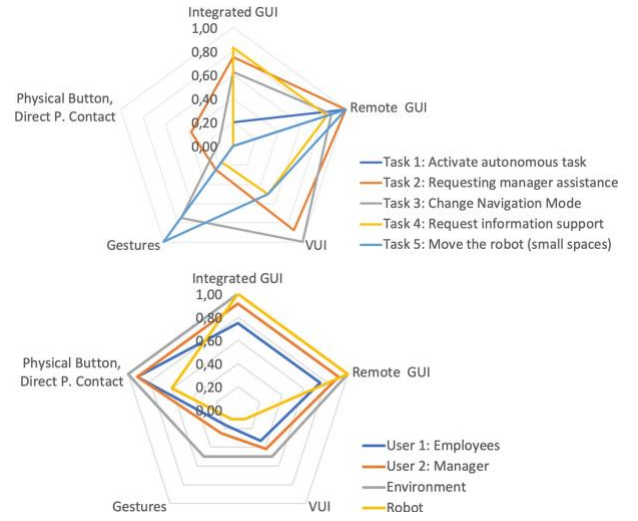 Integrated GUI
1,00
0,80
0,60
0,40
0,20
0,00
Physical Button,
Direct P. Contact
Remote GUI
Gestures
VUI
Task 1: Activate autonomous task
Task 2: Requesting manager assistance
Task 3: Change Navigation Mode
Task 4: Request information support
Task 5: Move the robot (small spaces)
Integrated GUI
1,00
0,80
0,60
0,40
0,20
0,00
Physical Button,
Direct P. Contact
Remote GUI
Gestures
VUI
User 1: Employees
User 2: Manager
Environment
Robot